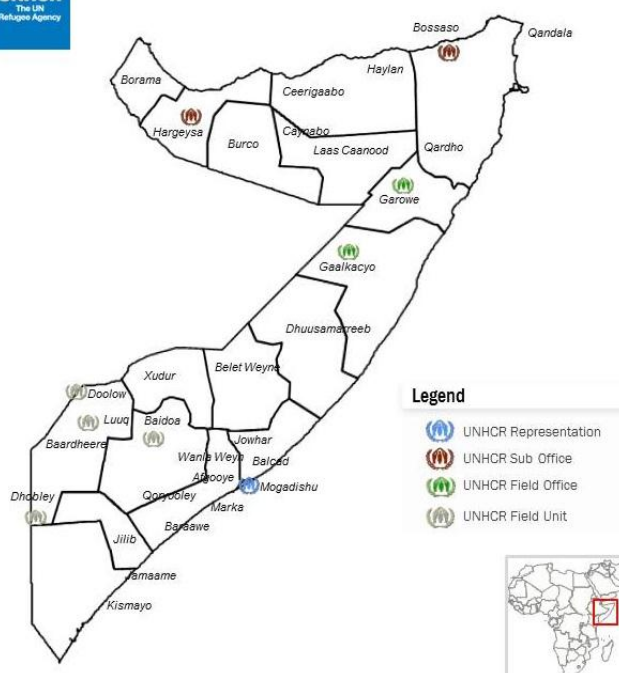 The UN
Refugee Agency
Bossaso
Qandala
Borama
Haylan
Ceerigaabo
Hargeysa
Burco
Caynabo
Laas Caanood
Qardho
Garowe
Gaalkacyo
Dhuusamarreeb
Xudur
Belet Weyne
Doolow
Luuq
Baidoa
Baardheere
Jowhar
Wanla Weyn
Balcad
Afgooye
Mogadishu
Dhobley
Qoryooley
Marka
Baraawe
Jilib
Jamaame
Kismayo
Legend
UNHCR Representation
UNHCR Sub Office
UNHCR Field Office
UNHCR Field Unit